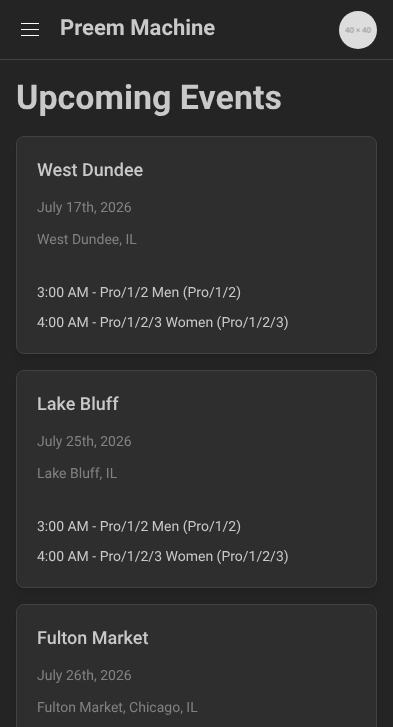 Preem Machine
40 × 40
Upcoming Events
West Dundee
July 17th, 2026
West Dundee, IL
3:00 AM - Pro/1/2 Men (Pro/1/2)
4:00 AM - Pro/1/2/3 Women (Pro/1/2/3)
Lake Bluff
July 25th, 2026
Lake Bluff, IL
3:00 AM - Pro/1/2 Men (Pro/1/2)
4:00 AM - Pro/1/2/3 Women (Pro/1/2/3)
Fulton Market
July 26th, 2026
Fulton Market, Chicago, IL